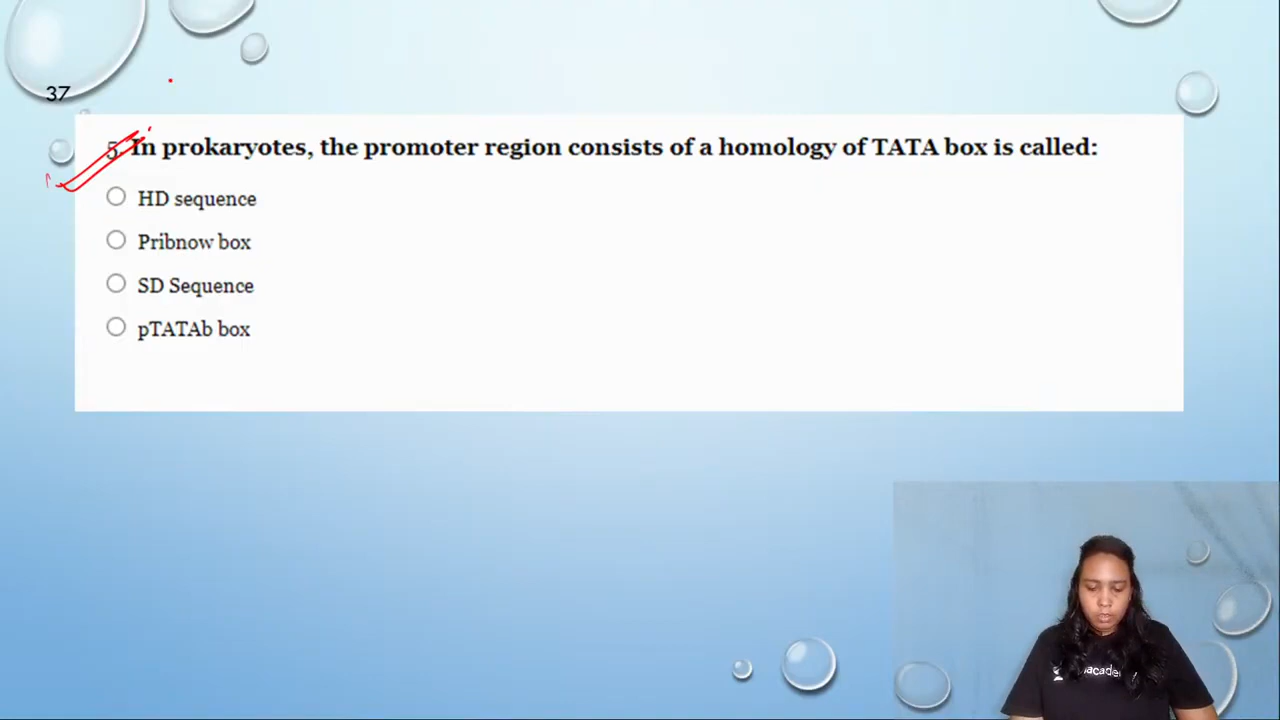 37
5. In prokaryotes, the promoter region consists of a homology of TATA box is called:
HD sequence
Pribnow box
SD Sequence
pTATAb box